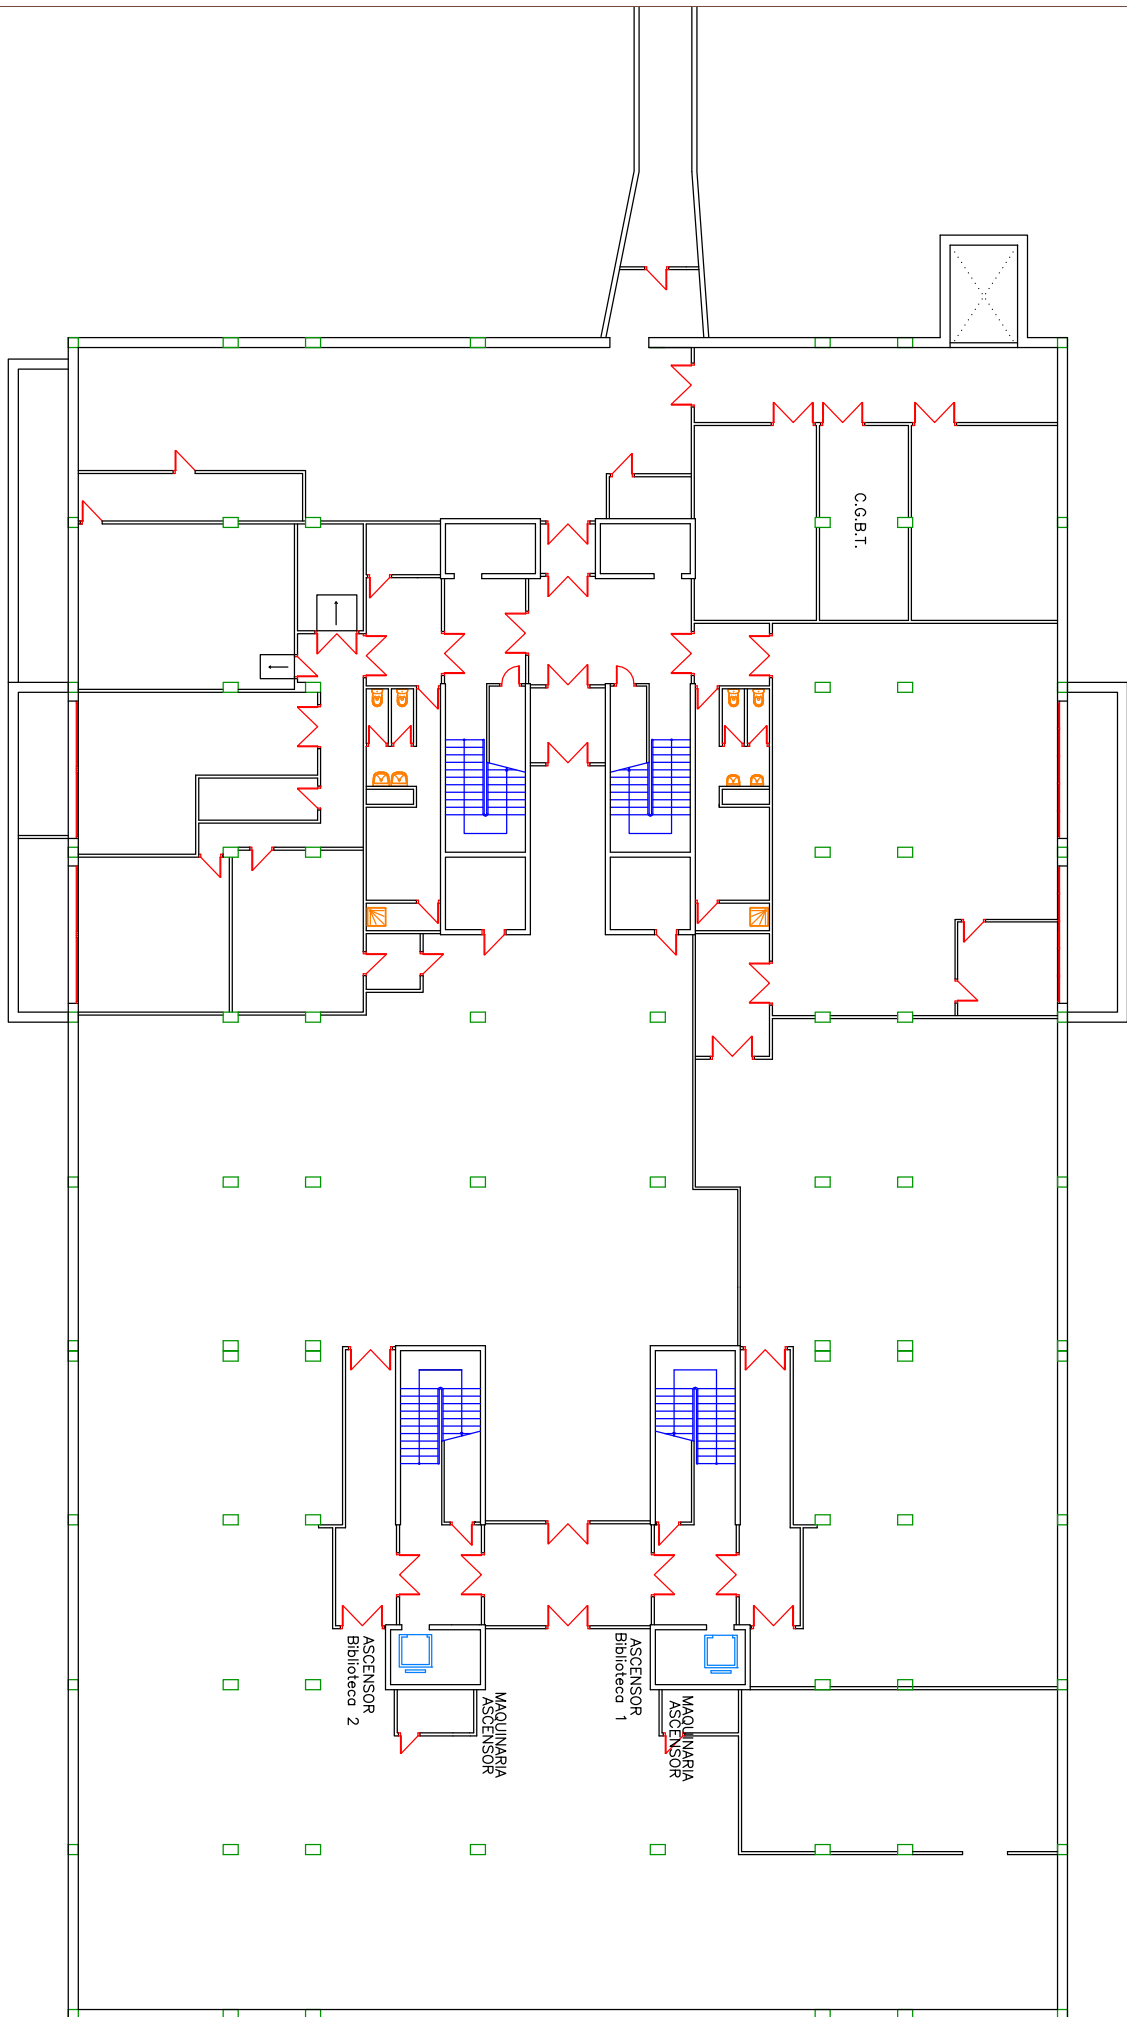 C.G.B.T.
ASCENSOR
Biblioteca 2
MAQUINARIA
ASCENSOR
ASCENSOR
Biblioteca 1
MAQUINARIA
ASCENSOR